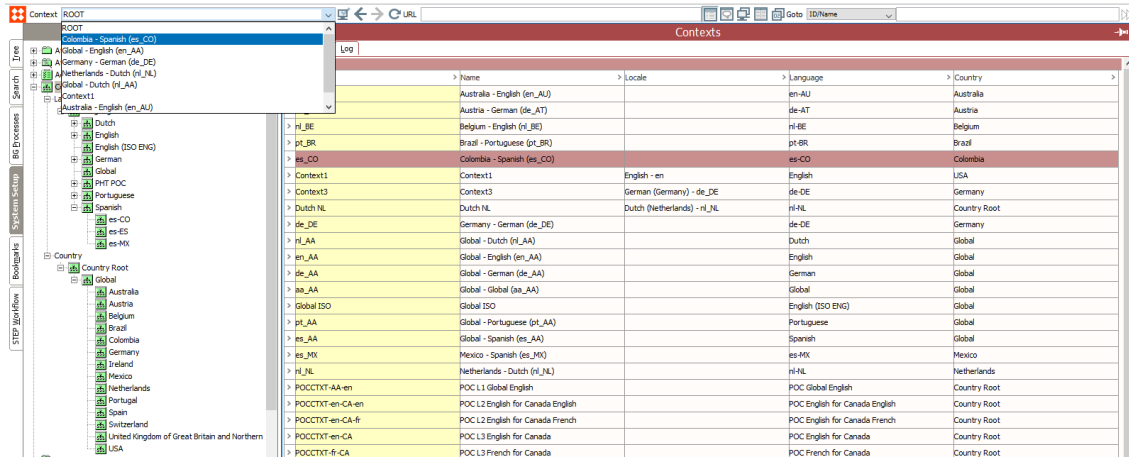 Context ROOT URL Goto ID/Name
ROOT
Colombia - Spanish (es_CO)
Global - English (en_AA)
Germany - German (de_DE)
Netherlands - Dutch (nl_NL)
Global - Dutch (nl_AA)
Context1
Australia - English (en_AU)
Tree
Search
BG Processes
System Setup
Bookmarks
STEP Workflow
Dutch
English
English (ISO ENG)
German
Global
PHT POC
Portuguese
Spanish
es-CO
es-ES
es-MX
Country
Country Root
Global
Australia
Austria
Belgium
Brazil
Colombia
Germany
Ireland
Mexico
Netherlands
Portugal
Spain
Switzerland
United Kingdom of Great Britain and Northern
USA
Contexts
Log
> Name > Locale > Language > Country >
Australia - English (en_AU) en-AU Australia
Austria - German (de_AT) de-AT Austria
> nl_BE Belgium - English (nl_BE) nl-BE Belgium
> pt_BR Brazil - Portuguese (pt_BR) pt-BR Brazil
> es_CO Colombia - Spanish (es_CO) es-CO Colombia
> Context1 Context1 English - en English USA
> Context3 Context3 German (Germany) - de_DE de-DE Germany
> Dutch NL Dutch NL Dutch (Netherlands) - nl_NL nl-NL Country Root
> de_DE Germany - German (de_DE) de-DE Germany
> nl_AA Global - Dutch (nl_AA) Dutch Global
> en_AA Global - English (en_AA) English Global
> de_AA Global - German (de_AA) German Global
> aa_AA Global - Global (aa_AA) Global Global
> Global ISO Global ISO English (ISO ENG) Global
> pt_AA Global - Portuguese (pt_AA) Portuguese Global
> es_AA Global - Spanish (es_AA) Spanish Global
> es_MX Mexico - Spanish (es_MX) es-MX Mexico
> nl_NL Netherlands - Dutch (nl_NL) nl-NL Netherlands
> POCCTXT-AA-en POC L1 Global English POC Global English Country Root
> POCCTXT-en-CA-en POC L2 English for Canada English POC English for Canada English Country Root
> POCCTXT-en-CA-fr POC L2 English for Canada French POC English for Canada French Country Root
> POCCTXT-en-CA POC L3 English for Canada POC English for Canada Country Root
> POCCTXT-fr-CA POC L3 French for Canada POC French for Canada Country Root